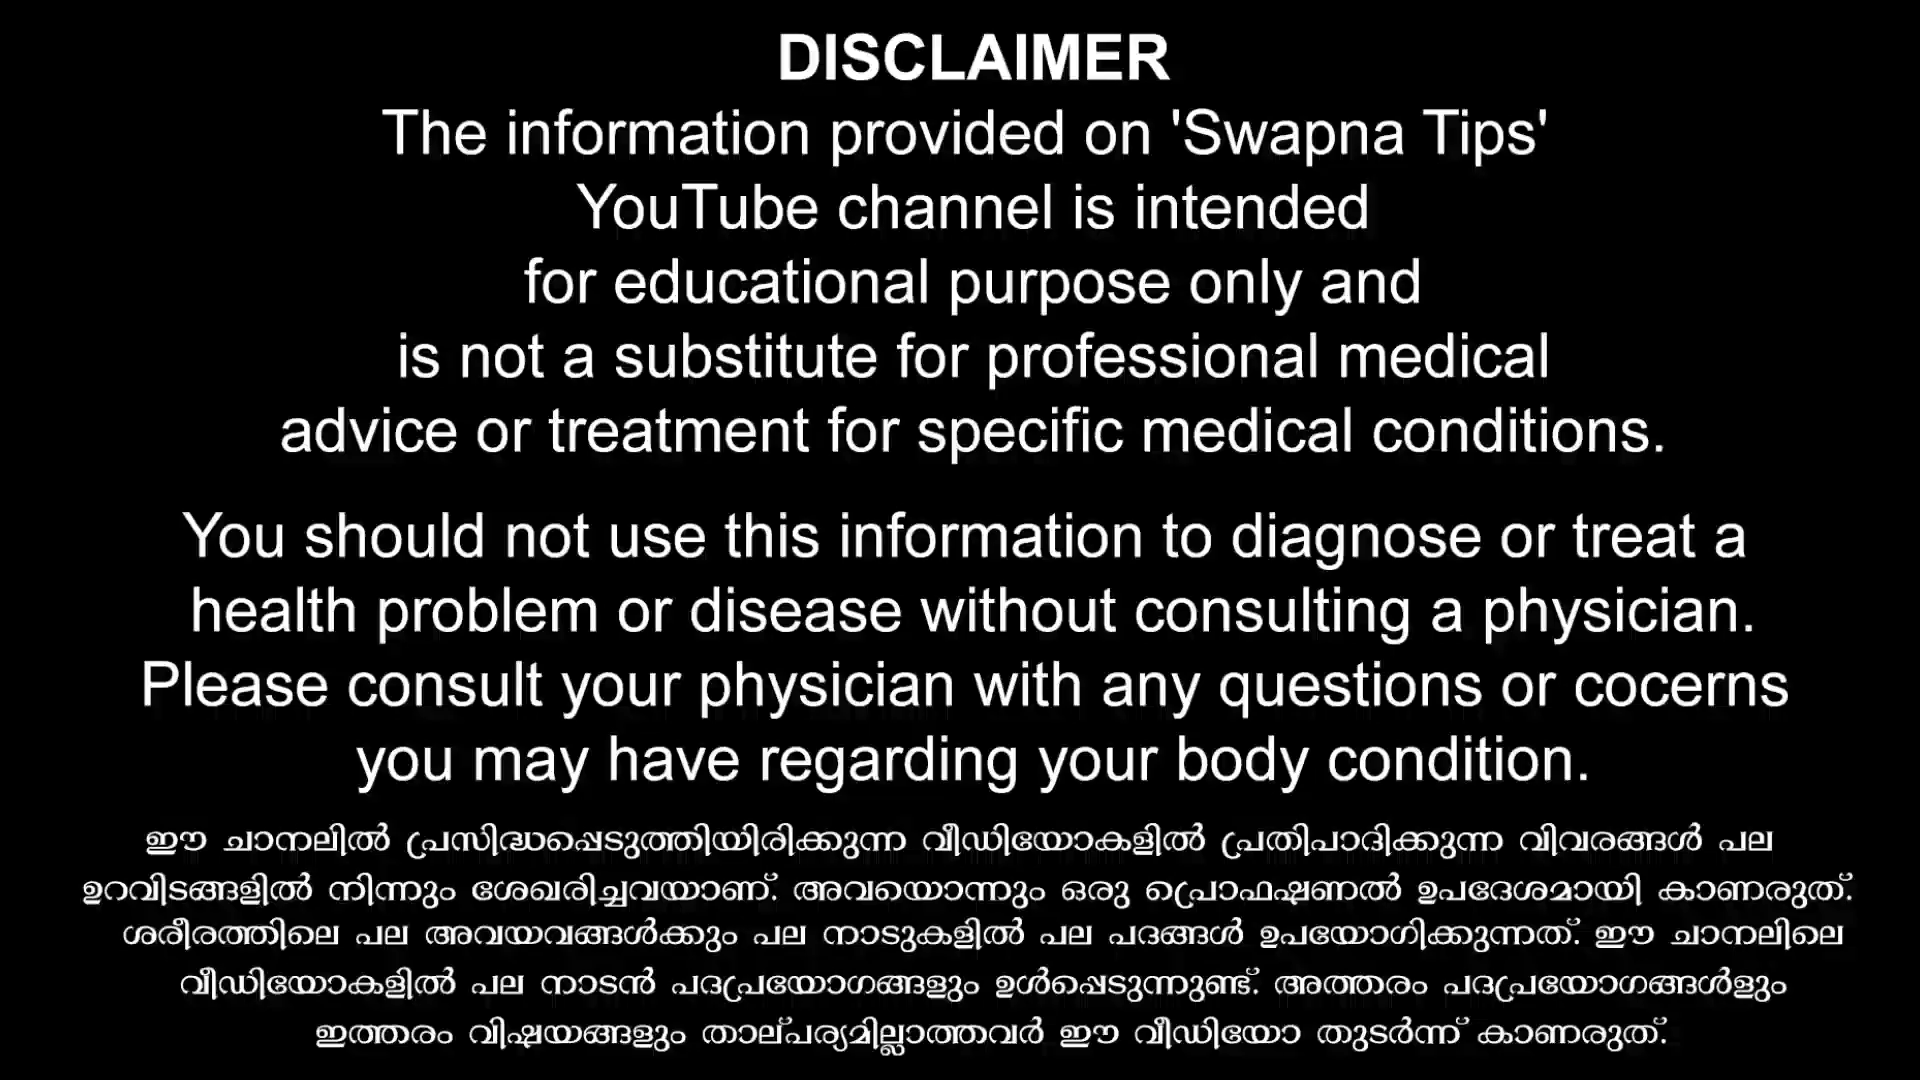 DISCLAIMER
The information provided on 'Swapna Tips'
YouTube channel is intended
for educational purpose only and
is not a substitute for professional medical
advice or treatment for specific medical conditions.
You should not use this information to diagnose or treat a
health problem or disease without consulting a physician.
Please consult your physician with any questions or cocerns
you may have regarding your body condition.
ഈ ചാനലിൽ പ്രസിദ്ധപ്പെടുത്തിയിരിക്കുന്ന വീഡിയോകളിൽ പ്രതിപാദിക്കുന്ന വിവരങ്ങൾ പല
ഉറവിടങ്ങളിൽ നിന്നും ശേഖരിച്ചവയാണ്. അവയൊന്നും ഒരു പ്രൊഫഷണൽ ഉപദേശമായി കാണരുത്.
ശരീരത്തിലെ പല അവയവങ്ങൾക്കും പല നാടുകളിൽ പല പദങ്ങൾ ഉപയോഗിക്കുന്നത്. ഈ ചാനലിലെ
വീഡിയോകളിൽ പല നാടൻ പദപ്രയോഗങ്ങളും ഉൾപ്പെടുന്നുണ്ട്. അത്തരം പദപ്രയോഗങ്ങൾളും
ഇത്തരം വിഷയങ്ങളും താല്പര്യമില്ലാത്തവർ ഈ വീഡിയോ തുടർന്ന് കാണരുത്.